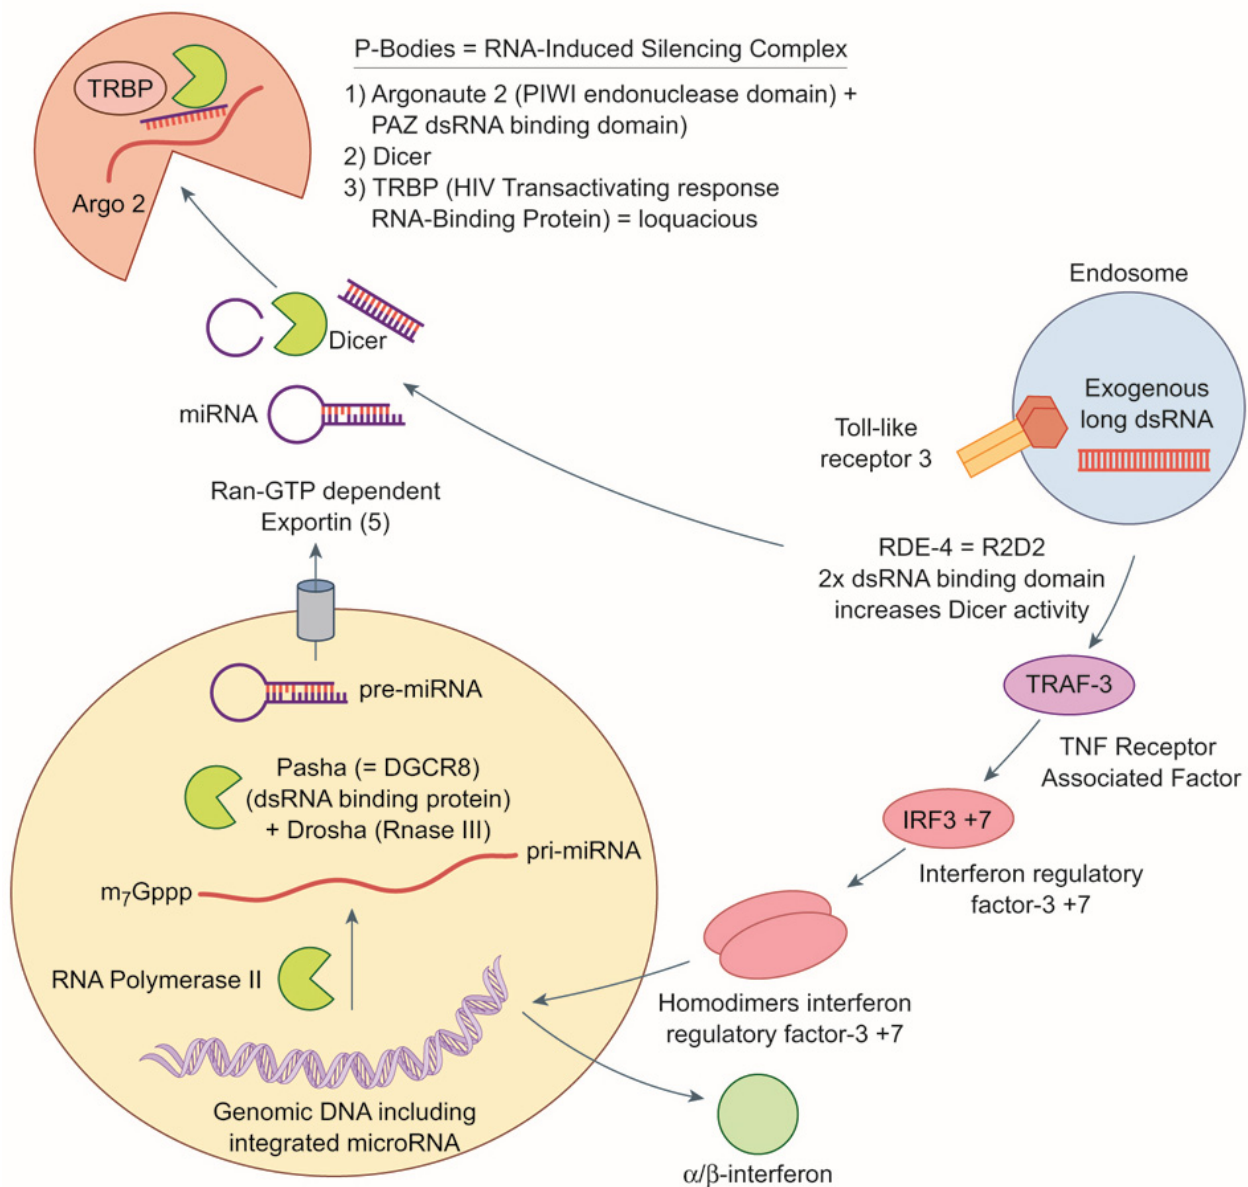 P-Bodies = RNA-Induced Silencing Complex
1) Argonaute 2 (PIWI endonuclease domain) +
PAZ dsRNA binding domain)
2) Dicer
3) TRBP (HIV Transactivating response
RNA-Binding Protein) = loquacious
TRBP
Argo 2
Dicer
miRNA
Ran-GTP dependent
Exportin (5)
Endosome
Exogenous
long dsRNA
Toll-like
receptor 3
RDE-4 = R2D2
2x dsRNA binding domain
increases Dicer activity
TRAF-3
TNF Receptor
Associated Factor
IRF3 +7
Interferon regulatory
factor-3 +7
Homodimers interferon
regulatory factor-3 +7
α/β-interferon
pre-miRNA
Pasha (= DGCR8)
(dsRNA binding protein)
+ Drosha (Rnase III)
pri-miRNA
m₇Gppp
RNA Polymerase II
Genomic DNA including
integrated microRNA